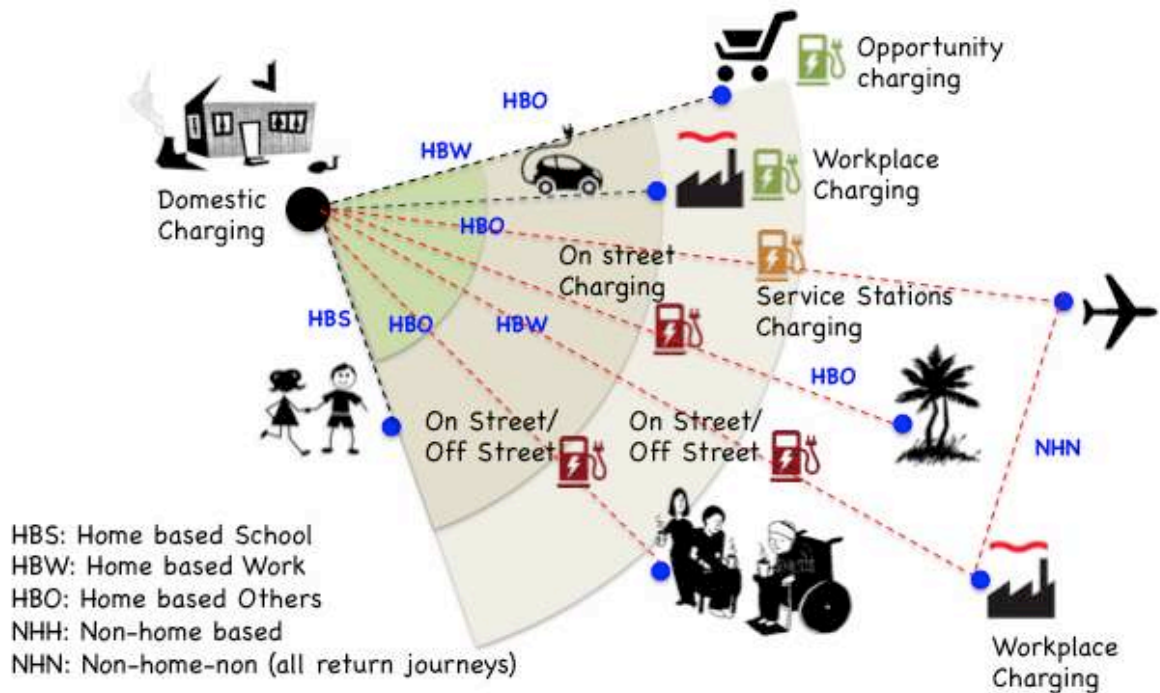 Opportunity
charging
HBO
HBW
Workplace
Charging
Domestic
Charging
HBO
On street
Charging
Service Stations
Charging
HBS
HBO
HBW
HBO
On Street/
Off Street
On Street/
Off Street
NHN
HBS: Home based School
HBW: Home based Work
HBO: Home based Others
NHH: Non-home based
NHN: Non-home-non (all return journeys)
Workplace
Charging